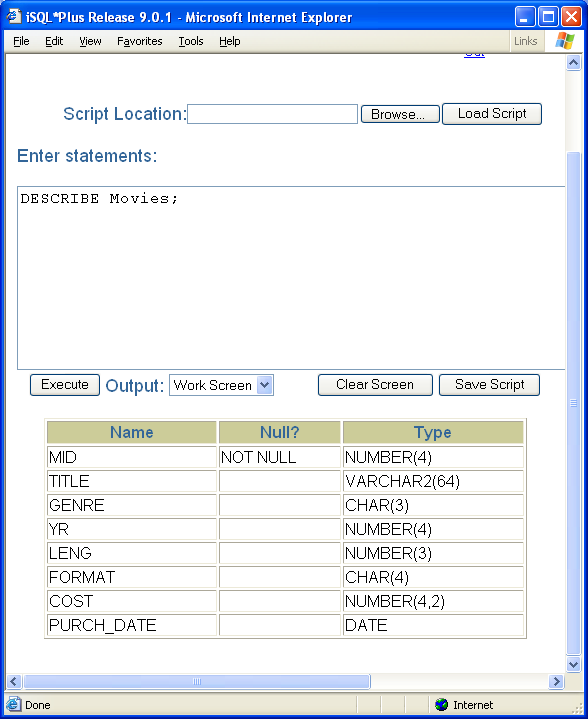 iSQL*Plus Release 9.0.1 - Microsoft Internet Explorer
File Edit View Favorites Tools Help Links
Script Location: Browse... Load Script
Enter statements:
DESCRIBE Movies;
Execute Output: Work Screen Clear Screen Save Script
Name Null? Type
MID NOT NULL NUMBER(4)
TITLE VARCHAR2(64)
GENRE CHAR(3)
YR NUMBER(4)
LENG NUMBER(3)
FORMAT CHAR(4)
COST NUMBER(4,2)
PURCH_DATE DATE
Done Internet